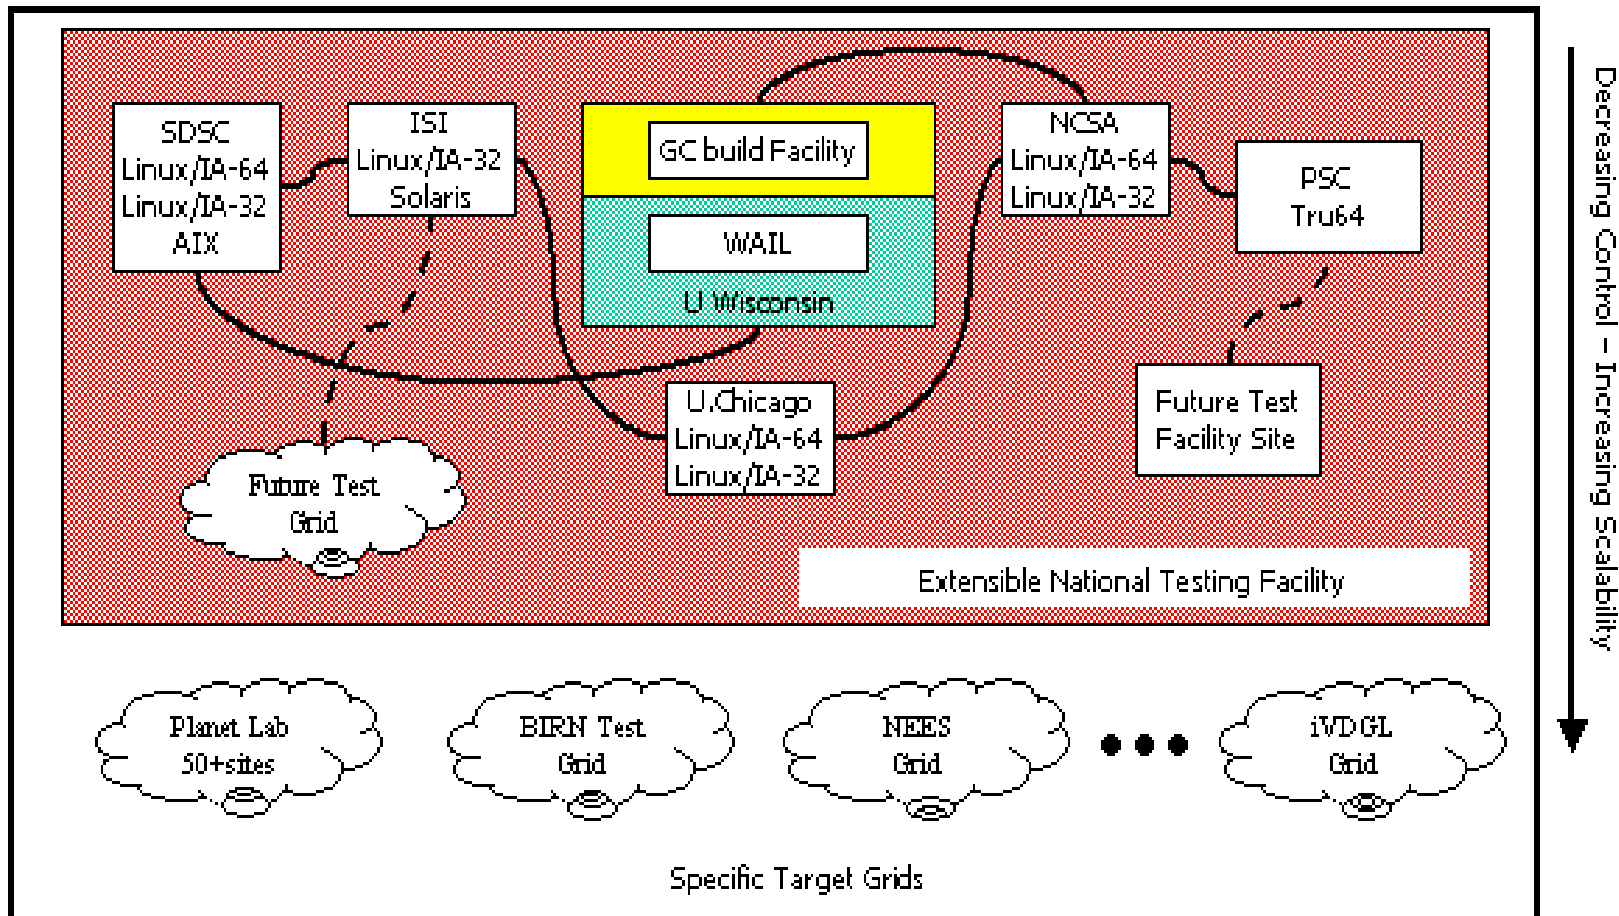 SDSC
Linux/IA-64
Linux/IA-32
AIX
ISI
Linux/IA-32
Solaris
GC build Facility
WAIL
U Wisconsin
NCSA
Linux/IA-64
Linux/IA-32
PSC
Tru64
U.Chicago
Linux/IA-64
Linux/IA-32
Future Test
Facility Site
Future Test
Grid
Extensible National Testing Facility
Planet Lab
50+sites
BIRN Test
Grid
NEES
Grid
iVDGL
Grid
Specific Target Grids
Decreasing Control – Increasing Scalability